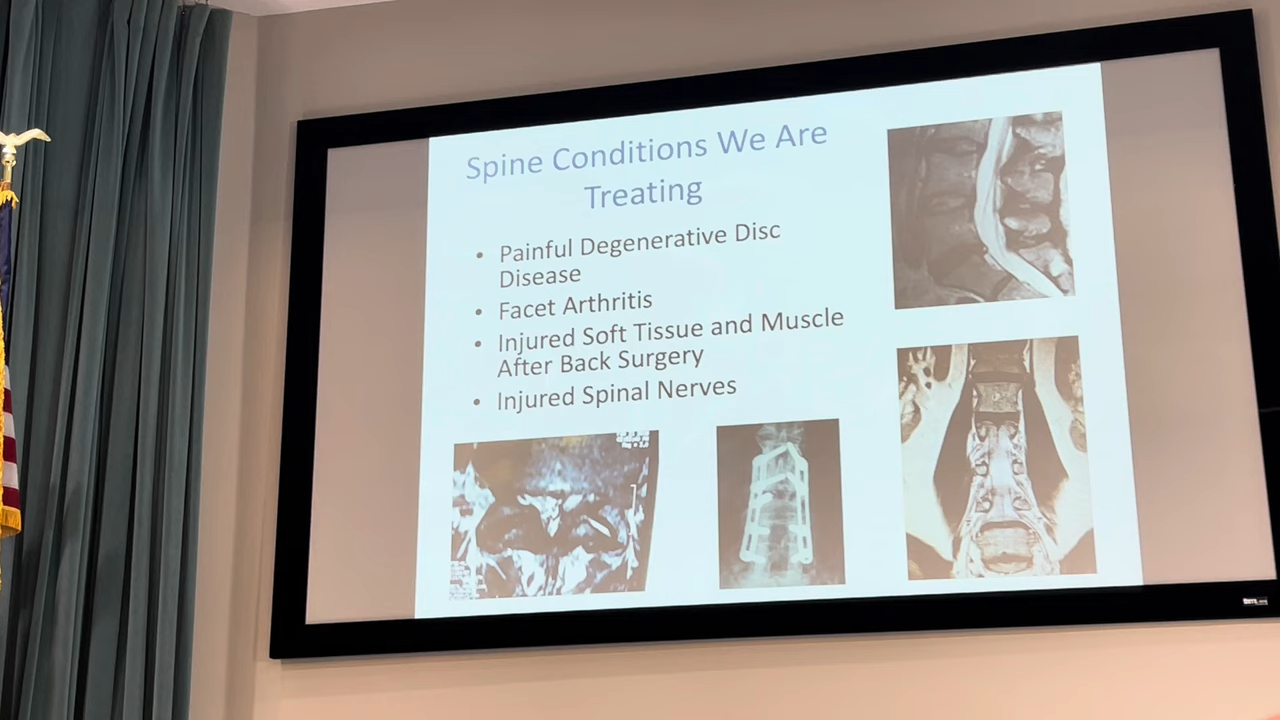 Spine Conditions We Are
Treating
• Painful Degenerative Disc
Disease
• Facet Arthritis
• Injured Soft Tissue and Muscle
After Back Surgery
• Injured Spinal Nerves